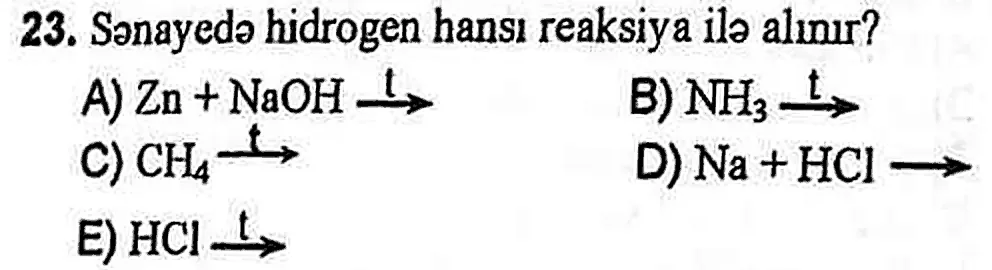 23. Sənayedə hidrogen hansı reaksiya ilə alınır?
A) Zn + NaOH —t→ B) NH₃ —t→
C) CH₄ —t→ D) Na + HCl ⟶
E) HCl —t→